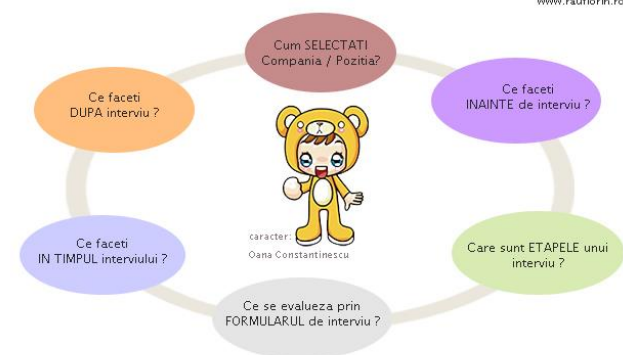 www.rauflorin.ro
Cum SELECTATI
Compania / Pozitia?
Ce faceti
INAINTE de interviu ?
Care sunt ETAPELE unui
interviu ?
Ce se evalueza prin
FORMULARUL de interviu ?
Ce faceti
IN TIMPUL interviului ?
Ce faceti
DUPA interviu ?
caracter:
Oana Constantinescu